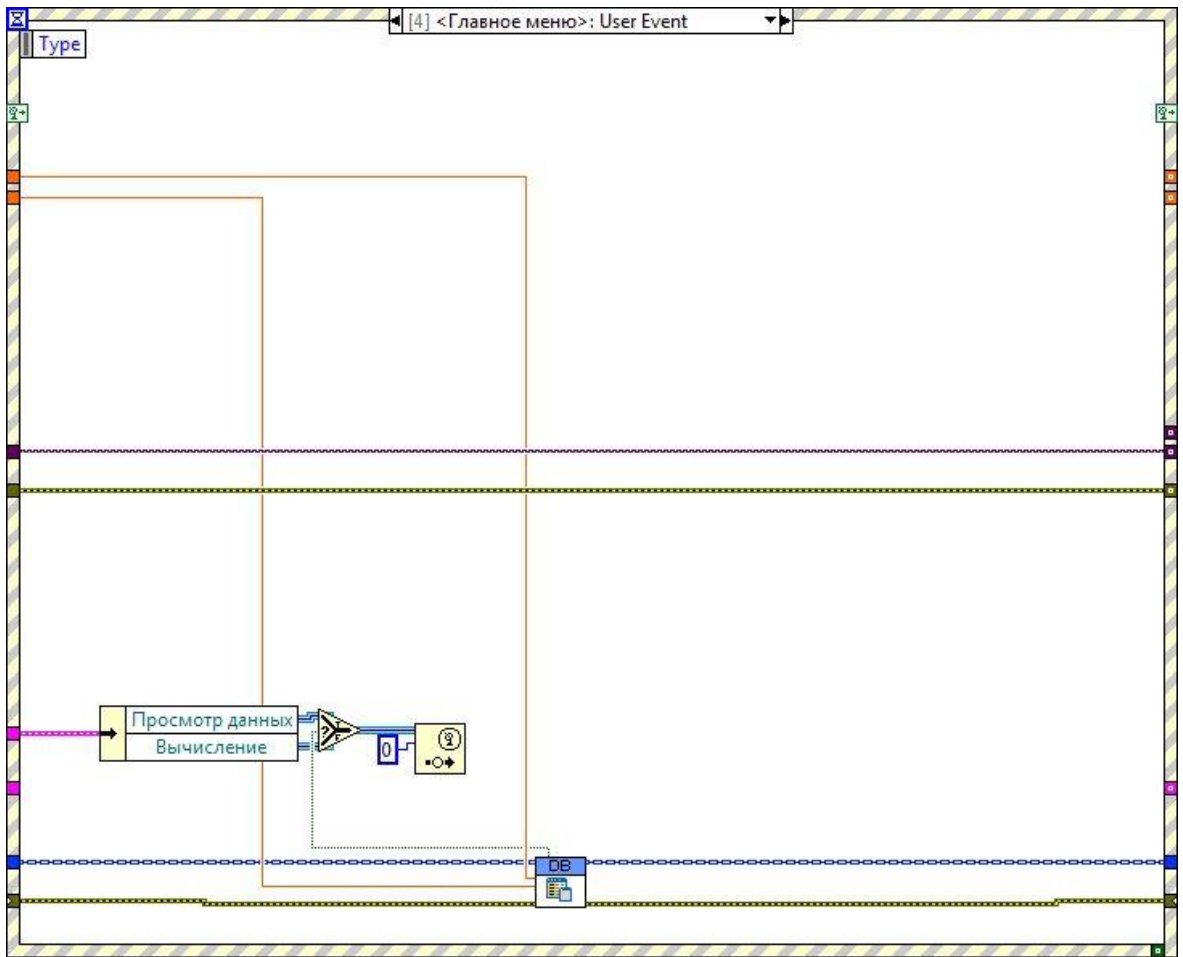 [4] <Главное меню>: User Event
Type
Просмотр данных
Вычисление
0
DB